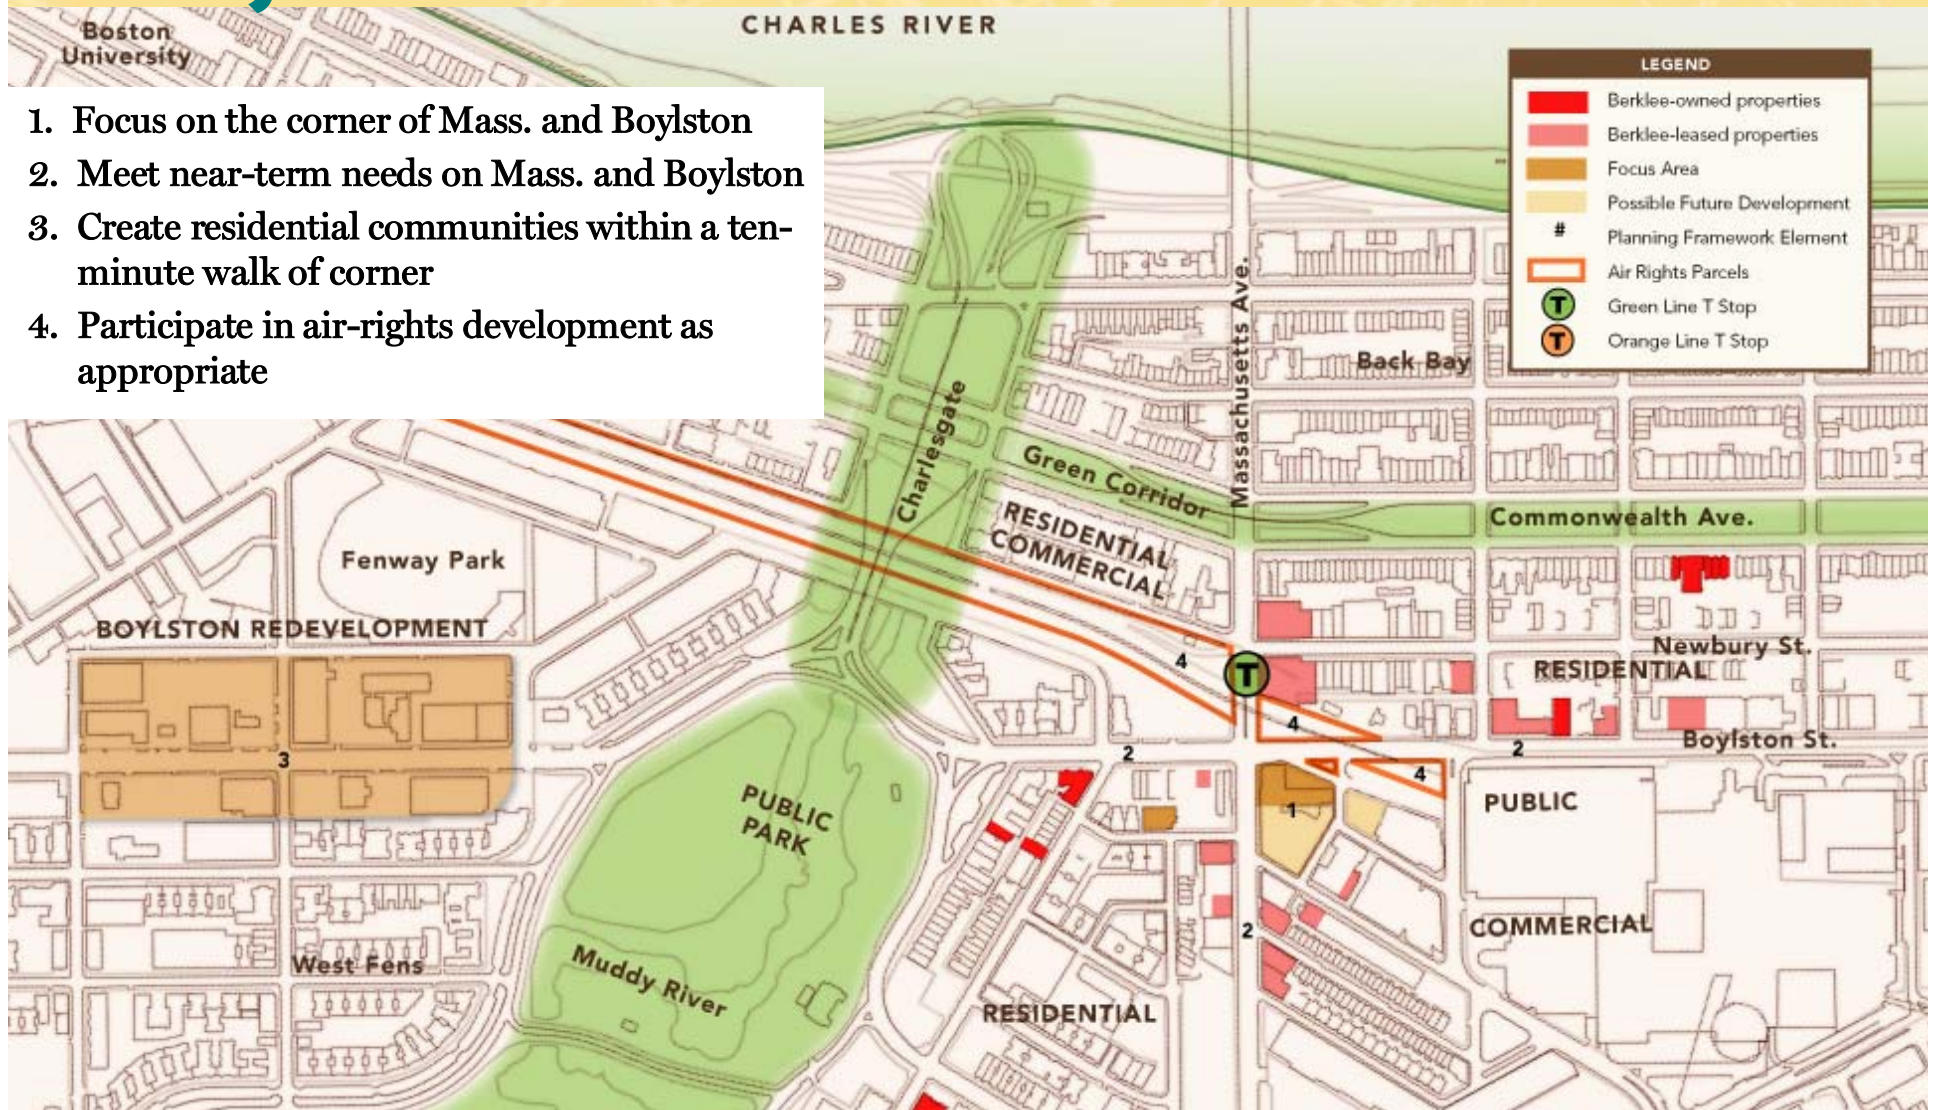 CHARLES RIVER
Boston
University
1. Focus on the corner of Mass. and Boylston
2. Meet near-term needs on Mass. and Boylston
3. Create residential communities within a ten-
minute walk of corner
4. Participate in air-rights development as
appropriate
LEGEND
Berklee-owned properties
Berklee-leased properties
Focus Area
Possible Future Development
# Planning Framework Element
Air Rights Parcels
T Green Line T Stop
T Orange Line T Stop
Massachusetts Ave.
Back Bay
Charlesgate
Green Corridor
Commonwealth Ave.
RESIDENTIAL
COMMERCIAL
Fenway Park
BOYLSTON REDEVELOPMENT
Newbury St.
RESIDENTIAL
4
T
4
Boylston St.
2
2
3
4
1
PUBLIC
PARK
PUBLIC
COMMERCIAL
2
West Fens
Muddy River
RESIDENTIAL